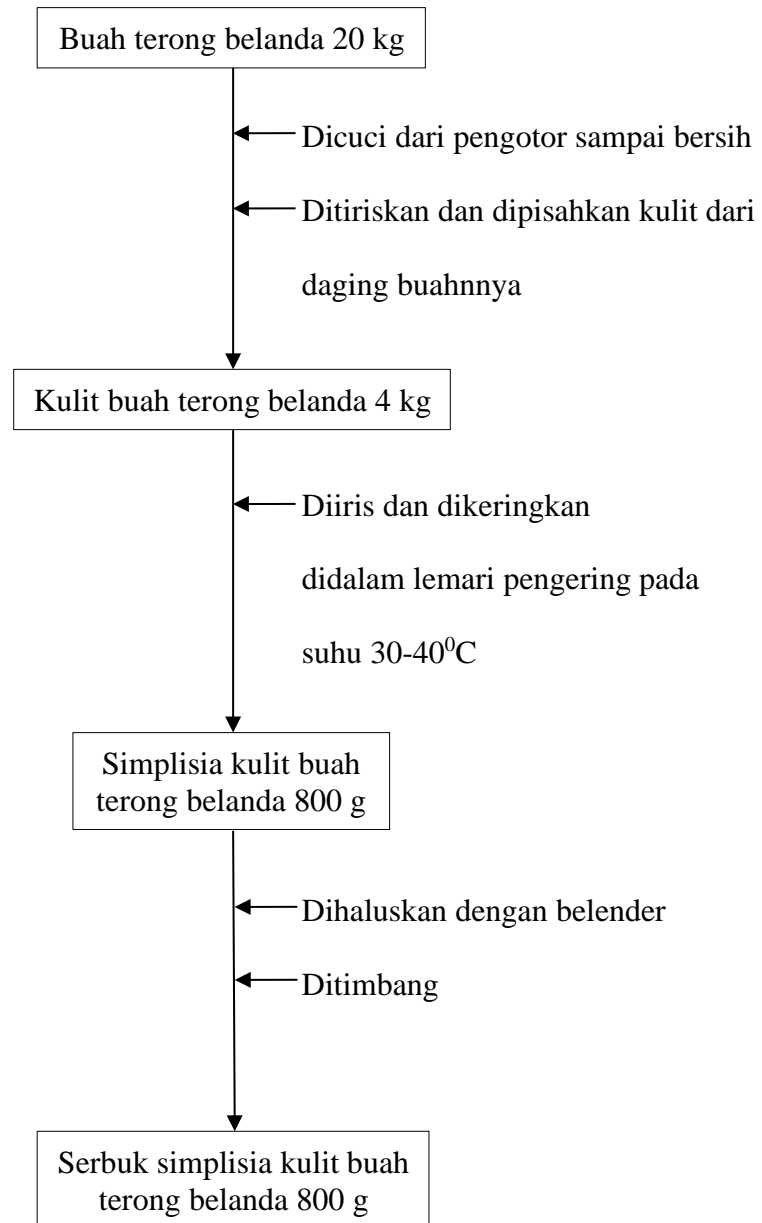 Buah terong belanda 20 kg
Dicuci dari pengotor sampai bersih
Ditiriskan dan dipisahkan kulit dari
daging buahnnya
Kulit buah terong belanda 4 kg
Diiris dan dikeringkan
didalam lemari pengering pada
suhu 30-40⁰C
Simplisia kulit buah
terong belanda 800 g
Dihaluskan dengan belender
Ditimbang
Serbuk simplisia kulit buah
terong belanda 800 g